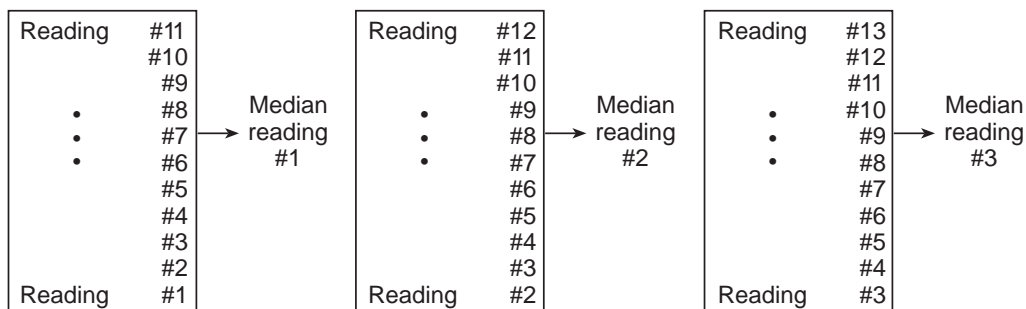 Reading #11
#10
#9
#8
#7
#6
#5
#4
#3
#2
Reading #1
Median
reading
#1
Reading #12
#11
#10
#9
#8
#7
#6
#5
#4
#3
Reading #2
Median
reading
#2
Reading #13
#12
#11
#10
#9
#8
#7
#6
#5
#4
Reading #3
Median
reading
#3